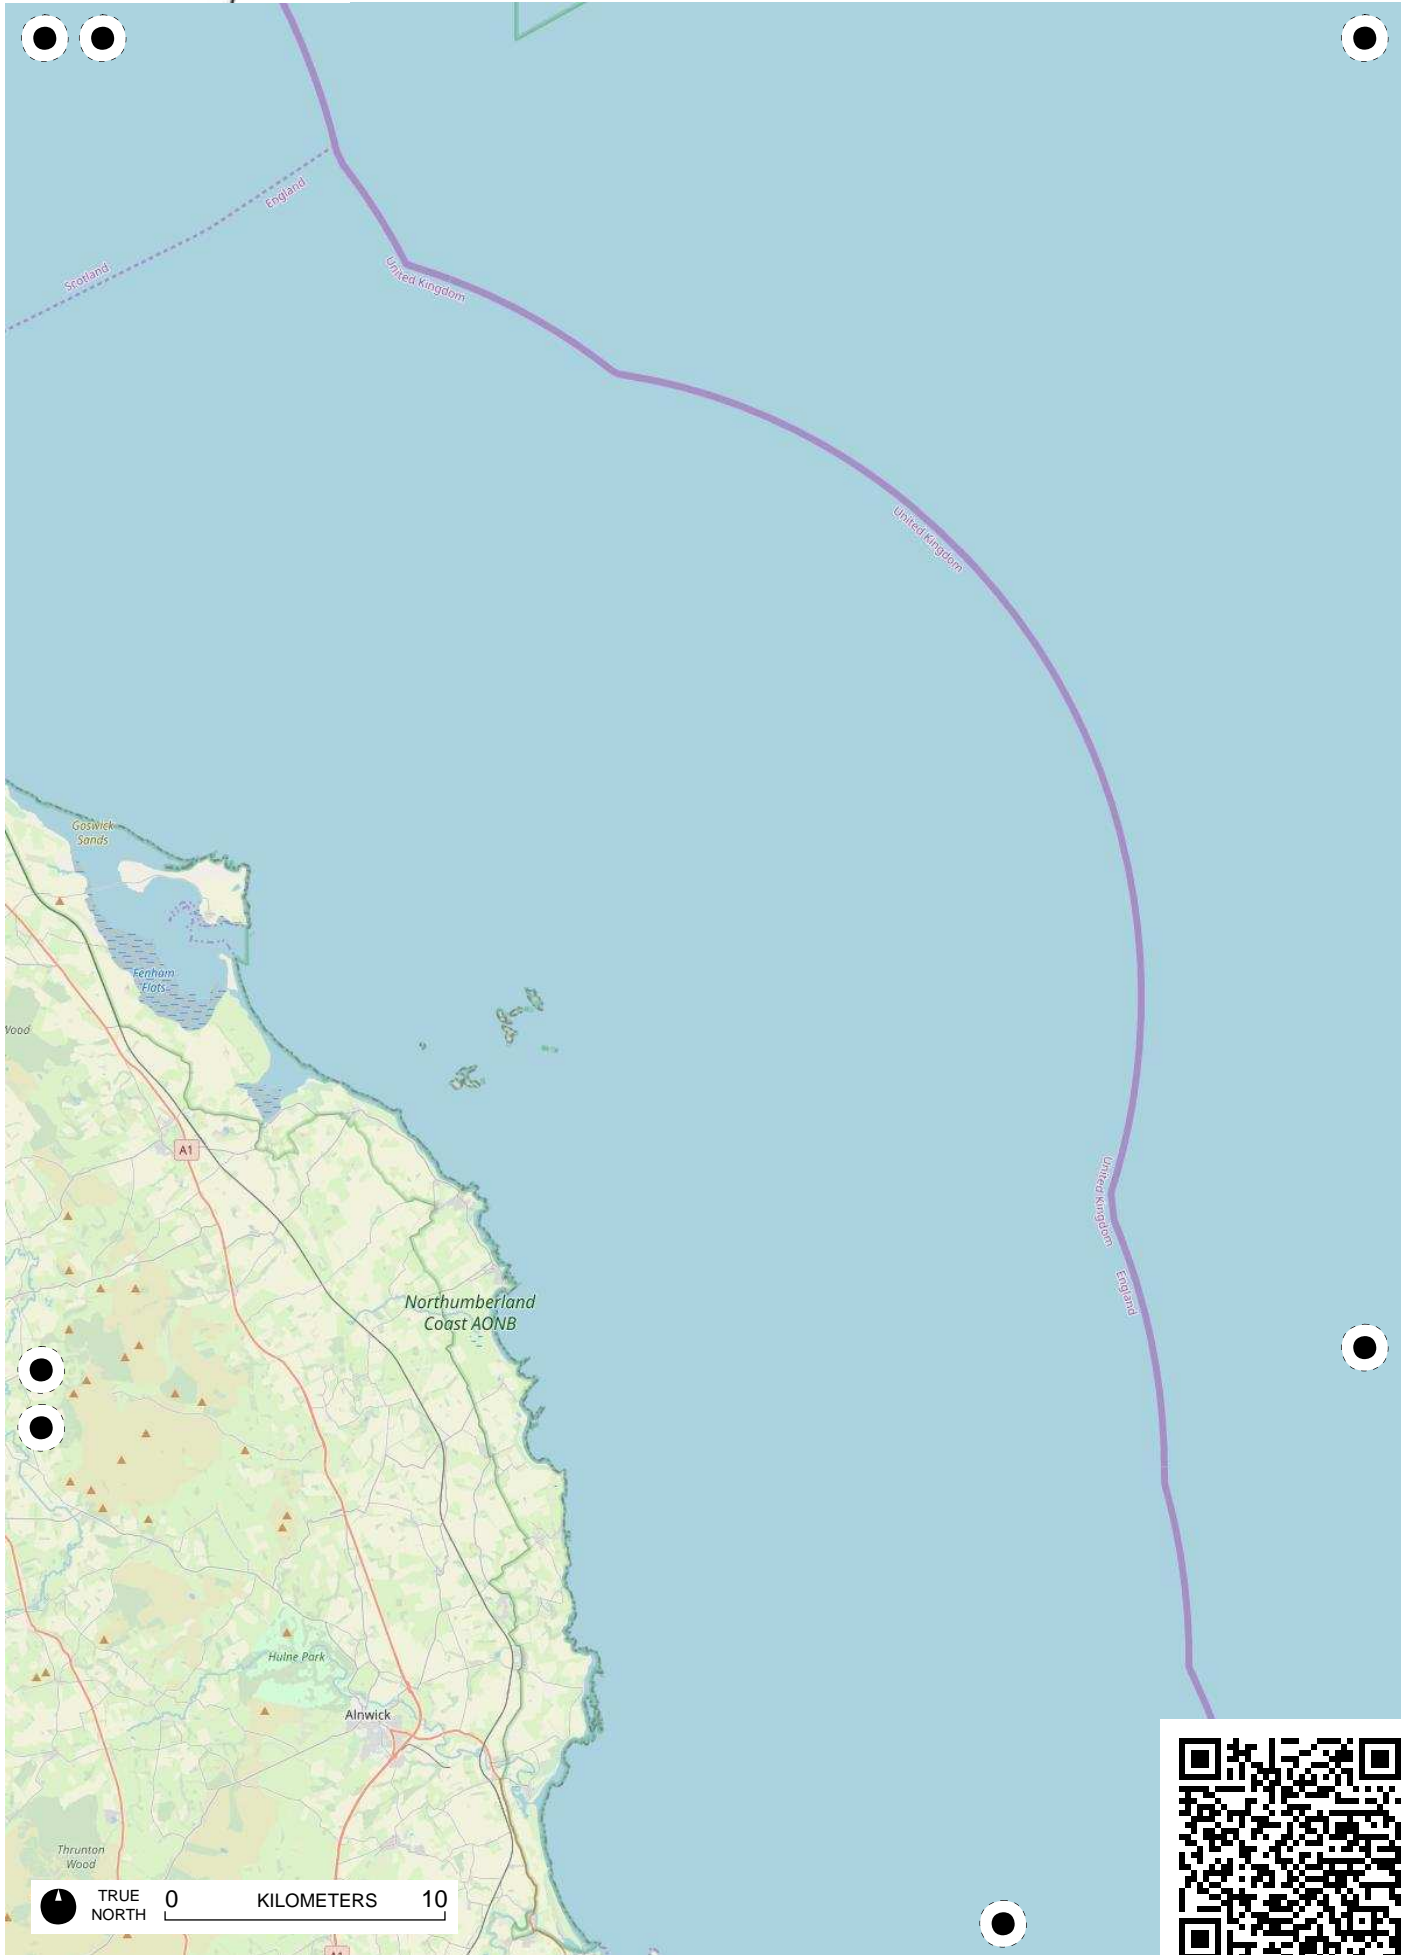 England
Scotland
United Kingdom
United Kingdom
Goswick
Sands
Fenham
Flats
Wood
A1
United Kingdom
England
Northumberland
Coast AONB
Hulne Park
Alnwick
Thrunton
Wood
TRUE
NORTH
0 KILOMETERS 10